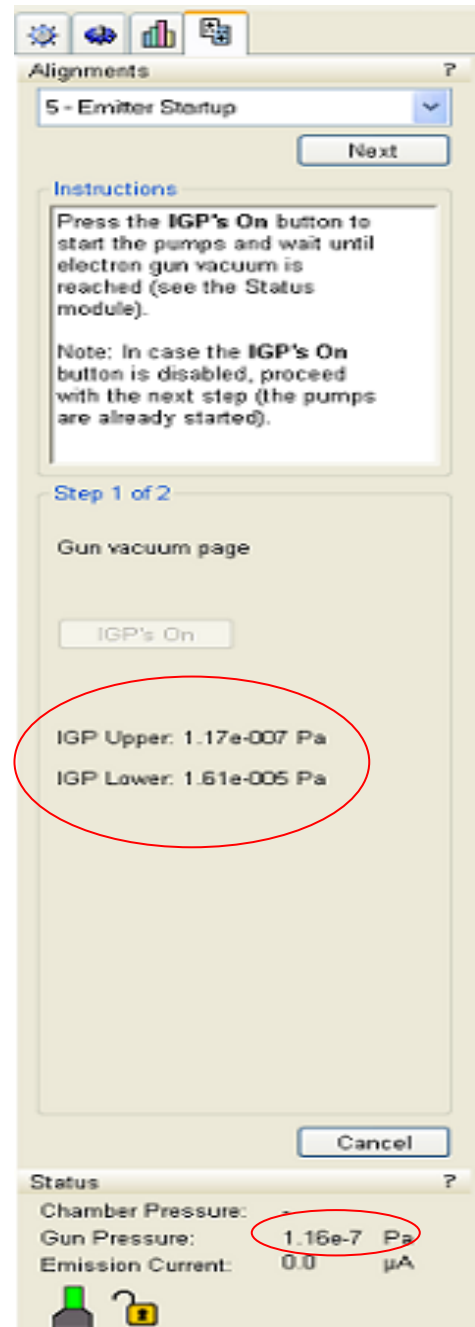 Alignments ?
5 - Emitter Startup
Next
Instructions
Press the IGP's On button to
start the pumps and wait until
electron gun vacuum is
reached (see the Status
module).
Note: In case the IGP's On
button is disabled, proceed
with the next step (the pumps
are already started).
Step 1 of 2
Gun vacuum page
IGP's On
IGP Upper: 1.17e-007 Pa
IGP Lower: 1.61e-005 Pa
Cancel
Status ?
Chamber Pressure: -
Gun Pressure: 1.16e-7 Pa
Emission Current: 0.0 µA